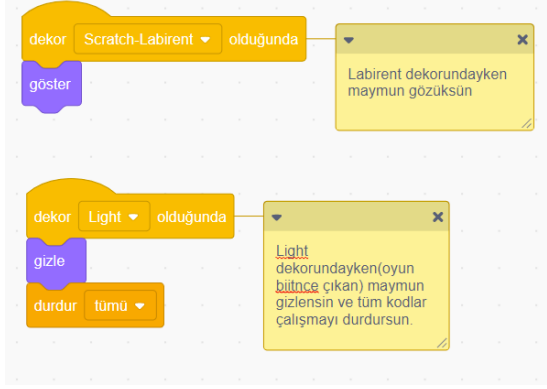 dekor Scratch-Labirent olduğunda
göster
Labirent dekorundayken
maymun gözüksün
dekor Light olduğunda
gizle
durdur tümü
Light
dekorundayken(oyun
biitnce çıkan) maymun
gizlensin ve tüm kodlar
çalışmayı durdursun.